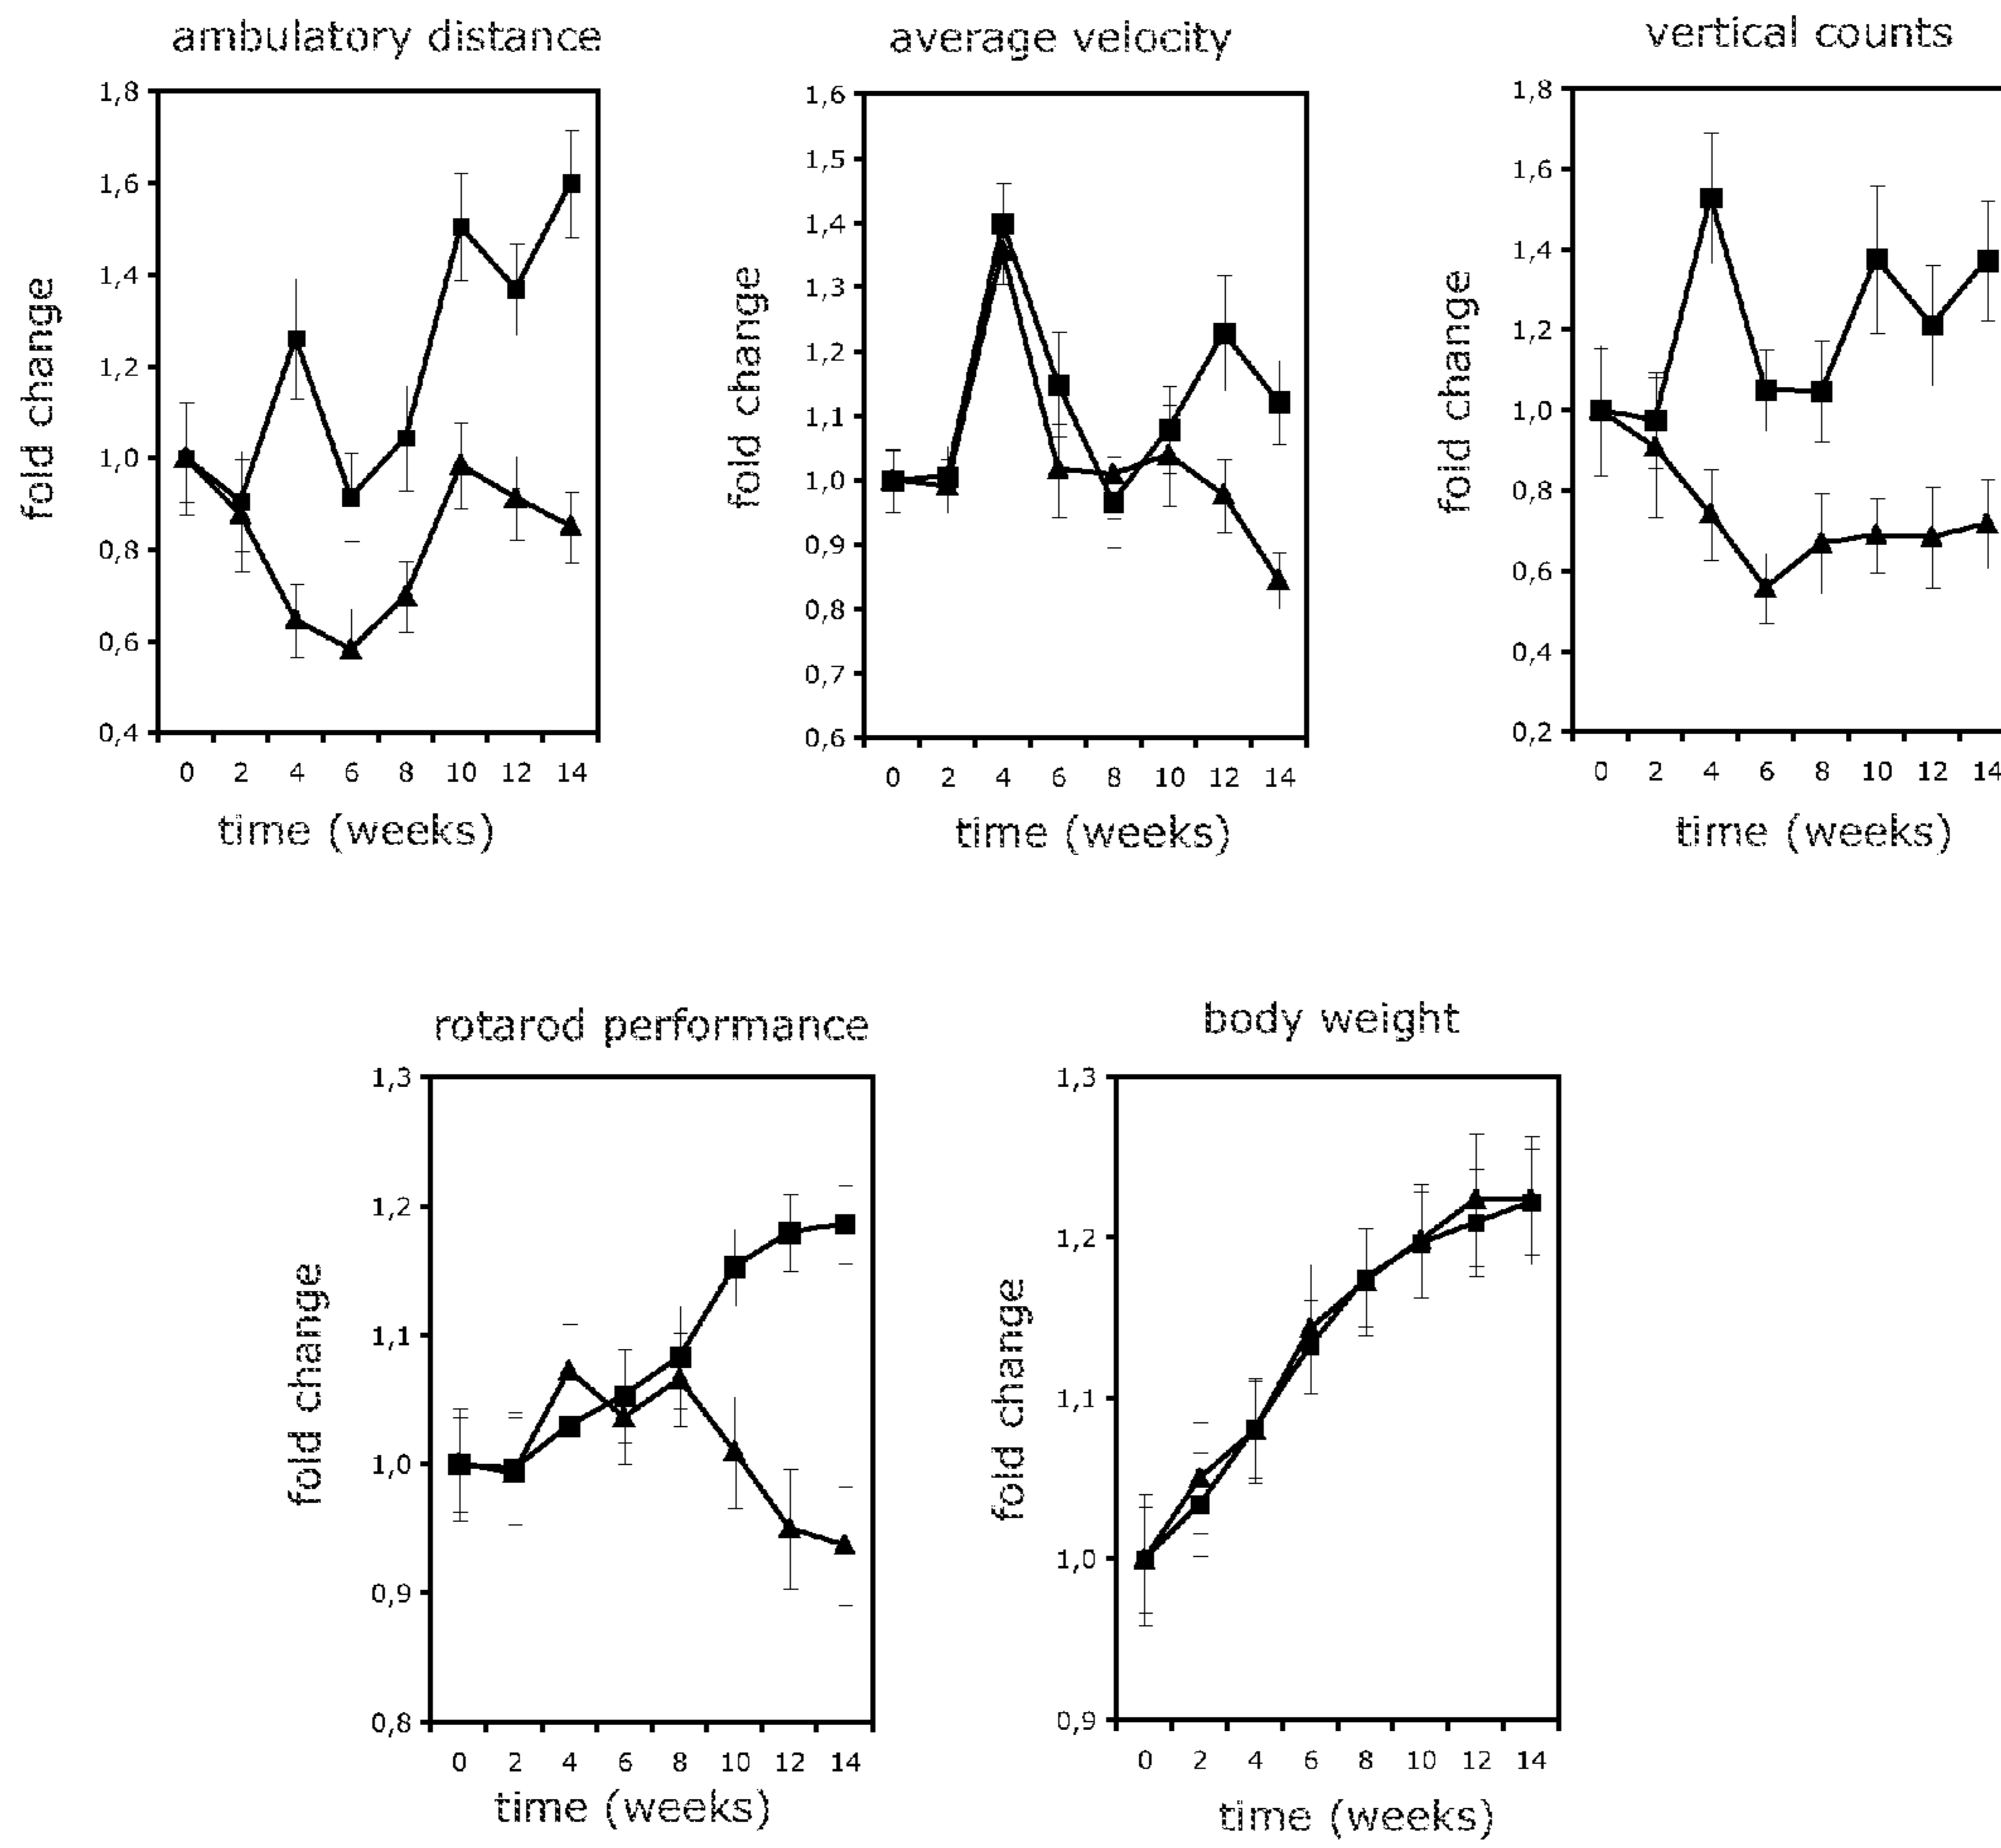 ambulatory distance
1,8
1,6
1,4
1,2
1,0
0,8
0,6
0,4
fold change
0 2 4 6 8 10 12 14
time (weeks)
average velocity
1,6
1,5
1,4
1,3
1,2
1,1
1,0
0,9
0,8
0,7
0,6
fold change
0 2 4 6 8 10 12 14
time (weeks)
vertical counts
1,8
1,6
1,4
1,2
1,0
0,8
0,6
0,4
0,2
fold change
0 2 4 6 8 10 12 14
time (weeks)
rotarod performance
1,3
1,2
1,1
1,0
0,9
0,8
fold change
0 2 4 6 8 10 12 14
time (weeks)
body weight
1,3
1,2
1,1
1,0
0,9
fold change
0 2 4 6 8 10 12 14
time (weeks)